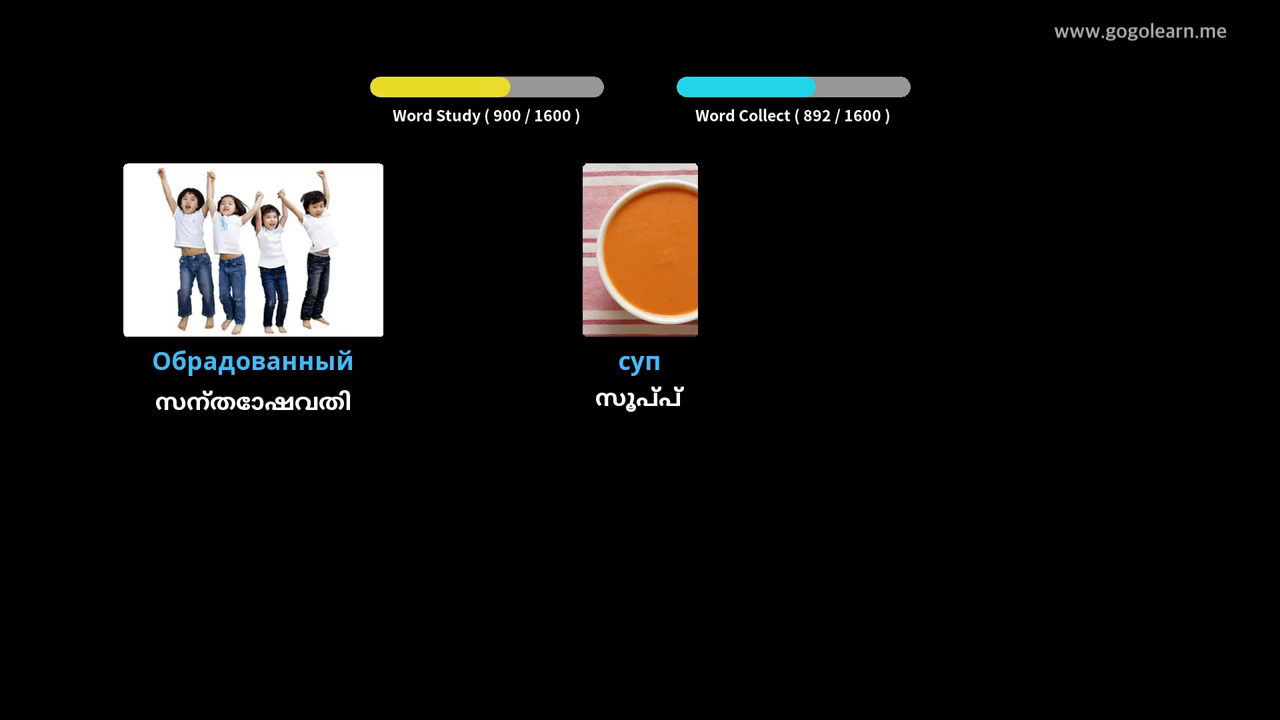 www.gogolearn.me
Word Study ( 900 / 1600 )
Word Collect ( 892 / 1600 )
Обрадованный
суп
സന്തോഷവതി
സൂപ്പ്